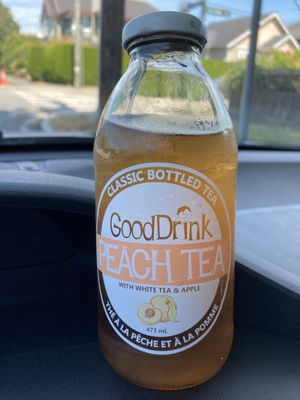 CLASSIC BOTTLED TEA
GoodDrink
PEACH TEA
WITH WHITE TEA & APPLE
473 mL
THÉ A LA PÊCHE ET À LA POMME